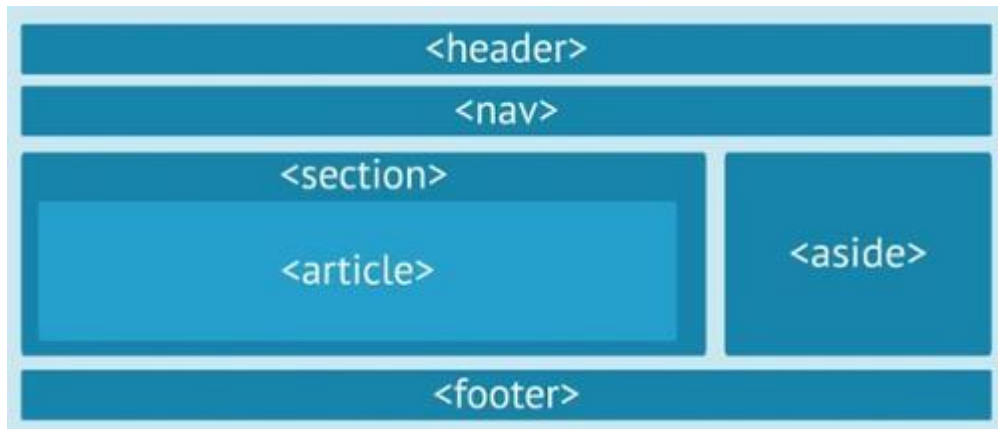 <header>
<nav>
<section>
<article>
<aside>
<footer>